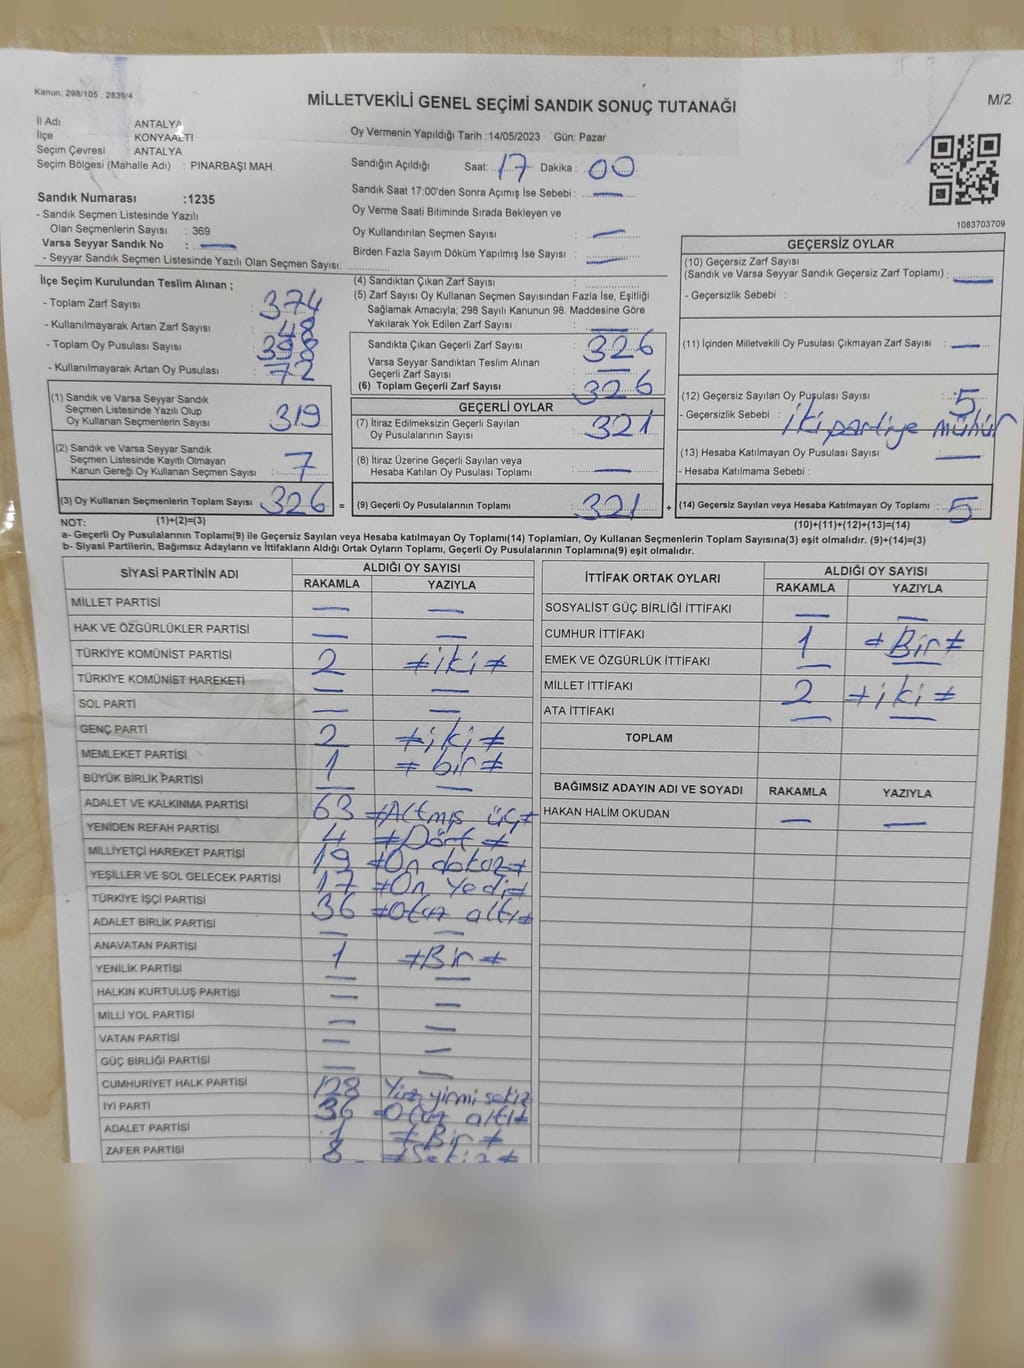 Kanun: 298/105 , 2839/4
MİLLETVEKİLİ GENEL SEÇİMİ SANDIK SONUÇ TUTANAĞI
M/2
İl Adı ANTALYA
İlçe KONYAALTI
Seçim Çevresi : ANTALYA
Seçim Bölgesi (Mahalle Adı) : PINARBAŞI MAH.
Sandık Numarası :1235
- Sandık Seçmen Listesinde Yazılı
Olan Seçmenlerin Sayısı : 369
Varsa Seyyar Sandık No : —
- Seyyar Sandık Seçmen Listesinde Yazılı Olan Seçmen Sayısı:
Oy Vermenin Yapıldığı Tarih :14/05/2023 Gün: Pazar
Sandığın Açıldığı Saat: 17 Dakika : 00
Sandık Saat 17:00'den Sonra Açımış İse Sebebi : —
Oy Verme Saati Bitiminde Sırada Bekleyen ve
Oy Kullandırılan Seçmen Sayısı : —
Birden Fazla Sayım Döküm Yapılmış İse Sayısı : —
1083703709
İlçe Seçim Kurulundan Teslim Alınan ;
- Toplam Zarf Sayısı : 374
- Kullanılmayarak Artan Zarf Sayısı : 48
- Toplam Oy Pusulası Sayısı : 398
- Kullanılmayarak Artan Oy Pusulası : 72
(1) Sandık ve Varsa Seyyar Sandık
Seçmen Listesinde Yazılı Olup
Oy Kullanan Seçmenlerin Sayısı : 319
(2) Sandık ve Varsa Seyyar Sandık
Seçmen Listesinde Kayıtlı Olmayan
Kanun Gereği Oy Kullanan Seçmen Sayısı : 7
(3) Oy Kullanan Seçmenlerin Toplam Sayısı : 326 =
(4) Sandıktan Çıkan Zarf Sayısı :
(5) Zarf Sayısı Oy Kullanan Seçmen Sayısından Fazla İse, Eşitliği
Sağlamak Amacıyla; 298 Sayılı Kanunun 98. Maddesine Göre
Yakılarak Yok Edilen Zarf Sayısı : —
Sandıkta Çıkan Geçerli Zarf Sayısı : 326
Varsa Seyyar Sandıktan Teslim Alınan
Geçerli Zarf Sayısı : —
(6) Toplam Geçerli Zarf Sayısı : 326
GEÇERLİ OYLAR
(7) İtiraz Edilmeksizin Geçerli Sayılan
Oy Pusulalarının Sayısı : 321
(8) İtiraz Üzerine Geçerli Sayılan veya
Hesaba Katılan Oy Pusulası Toplamı : —
(9) Geçerli Oy Pusulalarının Toplamı : 321 +
GEÇERSİZ OYLAR
(10) Geçersiz Zarf Sayısı
(Sandık ve Varsa Seyyar Sandık Geçersiz Zarf Toplamı) : —
- Geçersizlik Sebebi :
(11) İçinden Milletvekili Oy Pusulası Çıkmayan Zarf Sayısı : —
(12) Geçersiz Sayılan Oy Pusulası Sayısı : 5
- Geçersizlik Sebebi : iki partiye mühür
(13) Hesaba Katılmayan Oy Pusulası Sayısı : —
- Hesaba Katılmama Sebebi :
(14) Geçersiz Sayılan veya Hesaba Katılmayan Oy Toplamı : 5
NOT: (1)+(2)=(3) (10)+(11)+(12)+(13)=(14)
a- Geçerli Oy Pusulalarının Toplamı(9) ile Geçersiz Sayılan veya Hesaba katılmayan Oy Toplamı(14) Toplamları, Oy Kullanan Seçmenlerin Toplam Sayısına(3) eşit olmalıdır. (9)+(14)=(3)
b- Siyasi Partilerin, Bağımsız Adayların ve İttifakların Aldığı Ortak Oyların Toplamı, Geçerli Oy Pusulalarının Toplamına(9) eşit olmalıdır.
SİYASİ PARTİNİN ADI ALDIĞI OY SAYISI
RAKAMLA YAZIYLA
MİLLET PARTİSİ — —
HAK VE ÖZGÜRLÜKLER PARTİSİ — —
TÜRKİYE KOMÜNİST PARTİSİ 2 ≠iki≠
TÜRKİYE KOMÜNİST HAREKETİ — —
SOL PARTİ — —
GENÇ PARTİ 2 ≠iki≠
MEMLEKET PARTİSİ 1 ≠bir≠
BÜYÜK BİRLİK PARTİSİ — —
ADALET VE KALKINMA PARTİSİ 63 ≠Altmış üç≠
YENİDEN REFAH PARTİSİ 4 ≠Dört≠
MİLLİYETÇİ HAREKET PARTİSİ 19 ≠On dokuz≠
YEŞİLLER VE SOL GELECEK PARTİSİ 17 ≠On Yedi≠
TÜRKİYE İŞÇİ PARTİSİ 36 ≠Otuz altı≠
ADALET BİRLİK PARTİSİ — —
ANAVATAN PARTİSİ 1 ≠Bir≠
YENİLİK PARTİSİ — —
HALKIN KURTULUŞ PARTİSİ — —
MİLLİ YOL PARTİSİ — —
VATAN PARTİSİ — —
GÜÇ BİRLİĞİ PARTİSİ — —
CUMHURİYET HALK PARTİSİ 128 Yüz yirmi sekiz
İYİ PARTİ 36 ≠Otuz altı≠
ADALET PARTİSİ 1 ≠Bir≠
ZAFER PARTİSİ 8 ≠Sekiz≠
İTTİFAK ORTAK OYLARI ALDIĞI OY SAYISI
RAKAMLA YAZIYLA
SOSYALİST GÜÇ BİRLİĞİ İTTİFAKI — —
CUMHUR İTTİFAKI 1 ≠Bir≠
EMEK VE ÖZGÜRLÜK İTTİFAKI — —
MİLLET İTTİFAKI 2 ≠iki≠
ATA İTTİFAKI — —
TOPLAM
BAĞIMSIZ ADAYIN ADI VE SOYADI RAKAMLA YAZIYLA
HAKAN HALİM OKUDAN — —